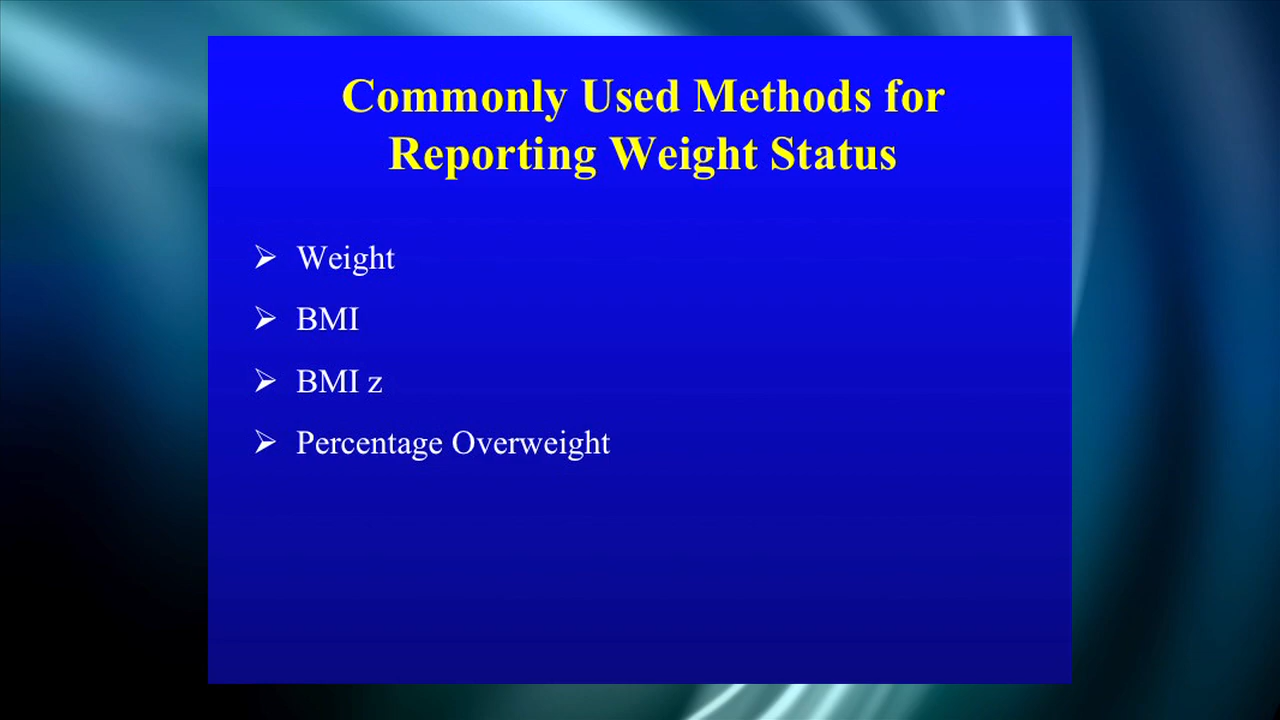 Commonly Used Methods for
Reporting Weight Status
Weight
BMI
BMI z
Percentage Overweight